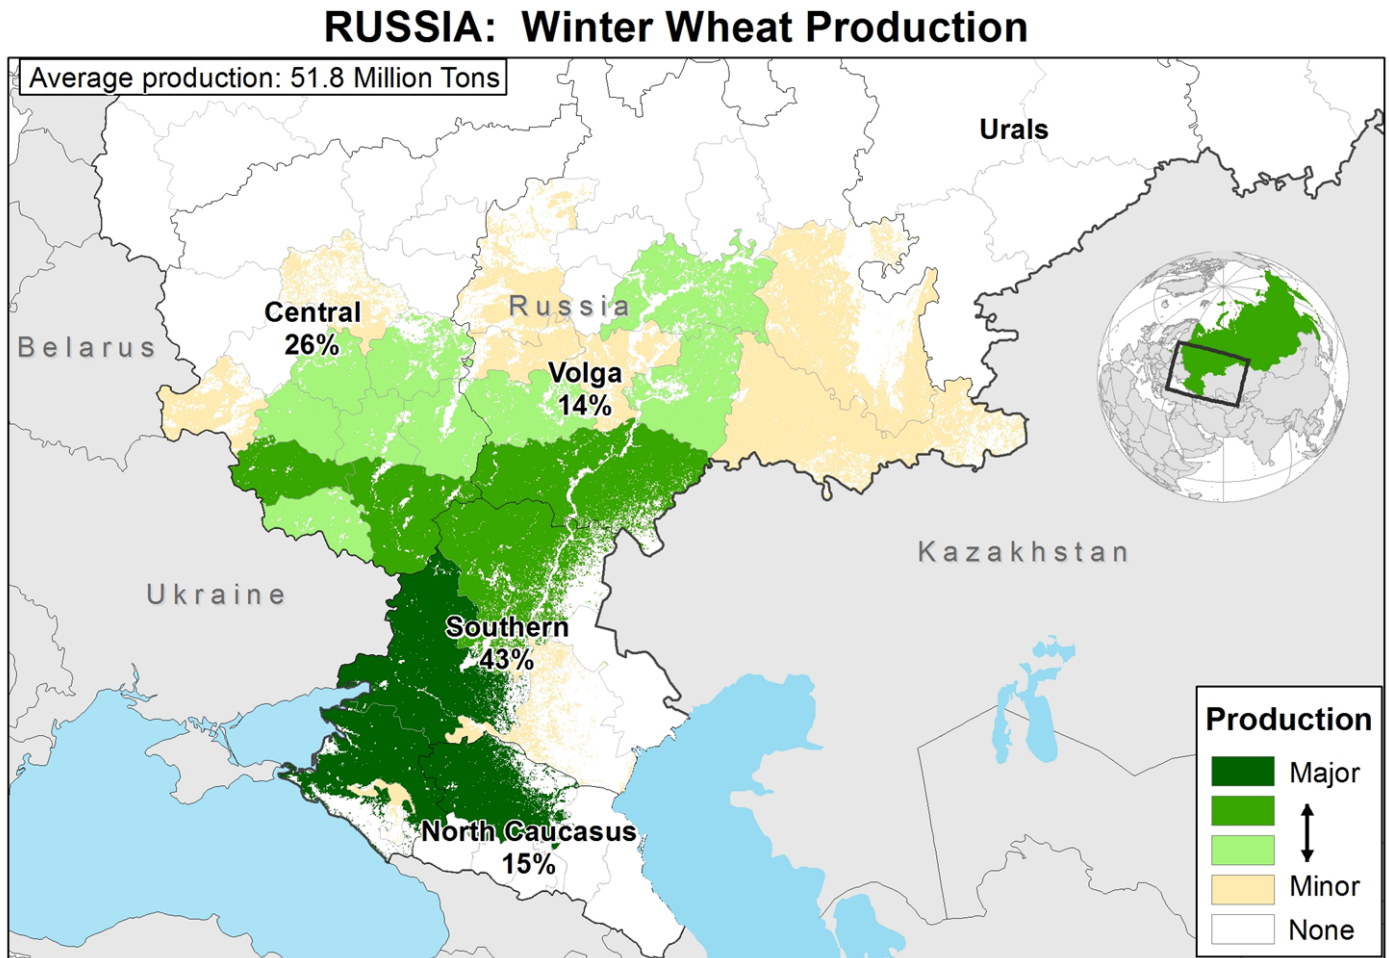 RUSSIA: Winter Wheat Production
Average production: 51.8 Million Tons
Urals
Central
26%
Russia
Belarus
Volga
14%
Kazakhstan
Ukraine
Southern
43%
North Caucasus
15%
Production
Major
Minor
None